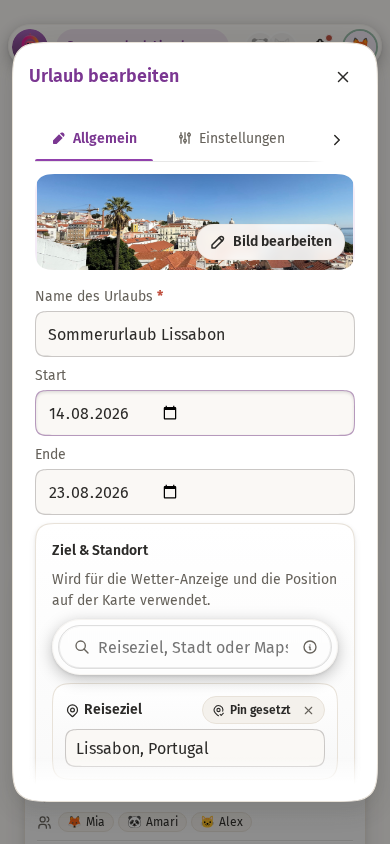 Urlaub bearbeiten
Allgemein
Einstellungen
Bild bearbeiten
Name des Urlaubs *
Sommerurlaub Lissabon
Start
14.08.2026
Ende
23.08.2026
Ziel & Standort
Wird für die Wetter-Anzeige und die Position
auf der Karte verwendet.
Reiseziel, Stadt oder Maps
Reiseziel
Pin gesetzt
Lissabon, Portugal
Mia
Amari
Alex